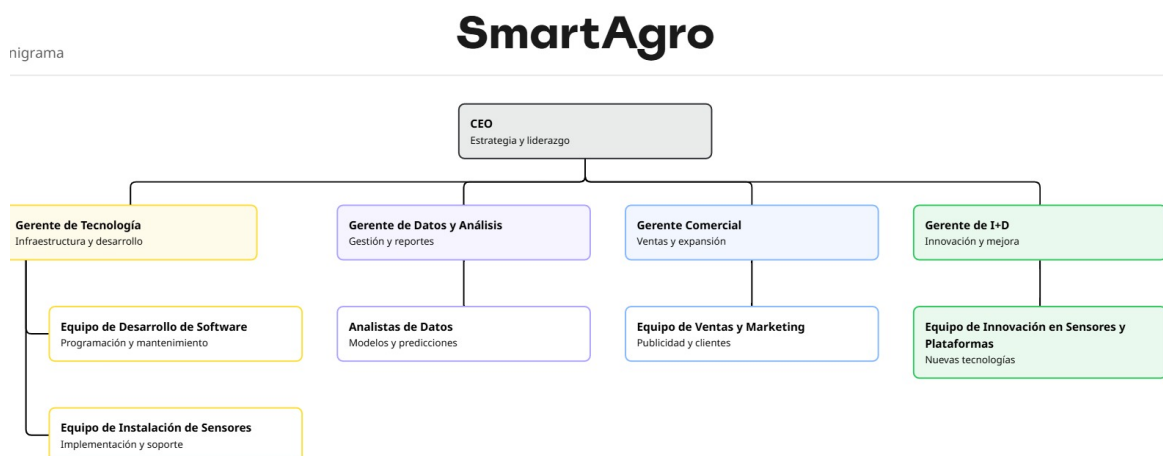 SmartAgro
nigrama
CEO
Estrategia y liderazgo
Gerente de Tecnología
Infraestructura y desarrollo
Gerente de Datos y Análisis
Gestión y reportes
Gerente Comercial
Ventas y expansión
Gerente de I+D
Innovación y mejora
Equipo de Desarrollo de Software
Programación y mantenimiento
Analistas de Datos
Modelos y predicciones
Equipo de Ventas y Marketing
Publicidad y clientes
Equipo de Innovación en Sensores y
Plataformas
Nuevas tecnologías
Equipo de Instalación de Sensores
Implementación y soporte